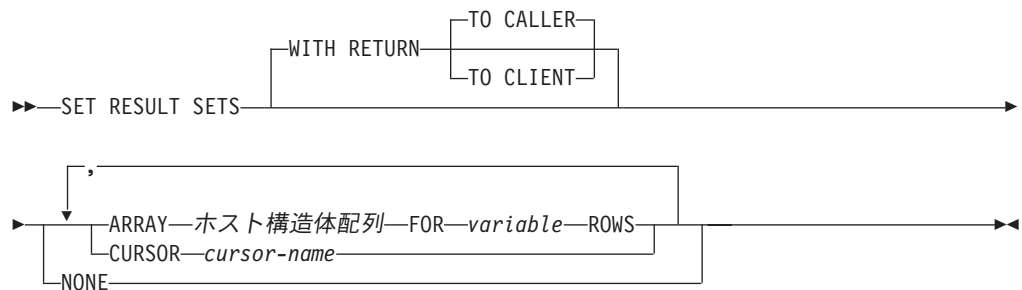 TO CALLER
WITH RETURN
TO CLIENT
SET RESULT SETS
,
ARRAY ホスト構造体配列 FOR variable ROWS
CURSOR cursor-name
NONE